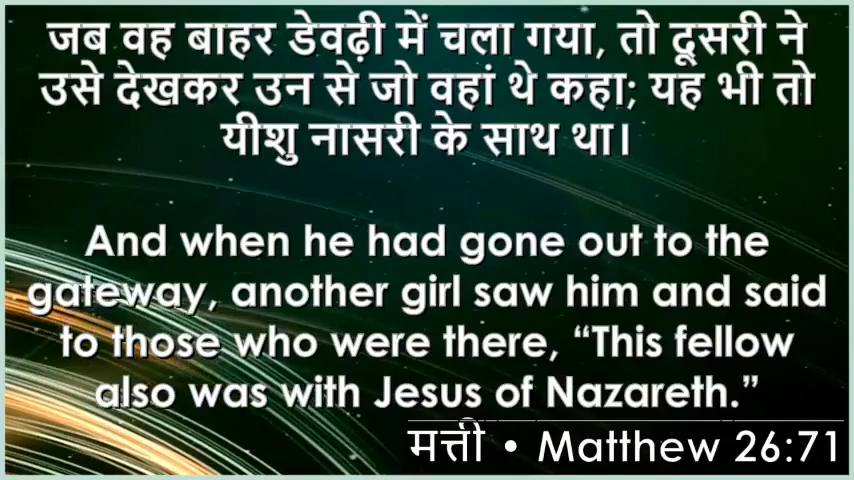 जब वह बाहर डेवढ़ी में चला गया, तो दूसरी ने
उसे देखकर उन से जो वहां थे कहा; यह भी तो
यीशु नासरी के साथ था।
And when he had gone out to the
gateway, another girl saw him and said
to those who were there, “This fellow
also was with Jesus of Nazareth.”
मत्ती • Matthew 26:71